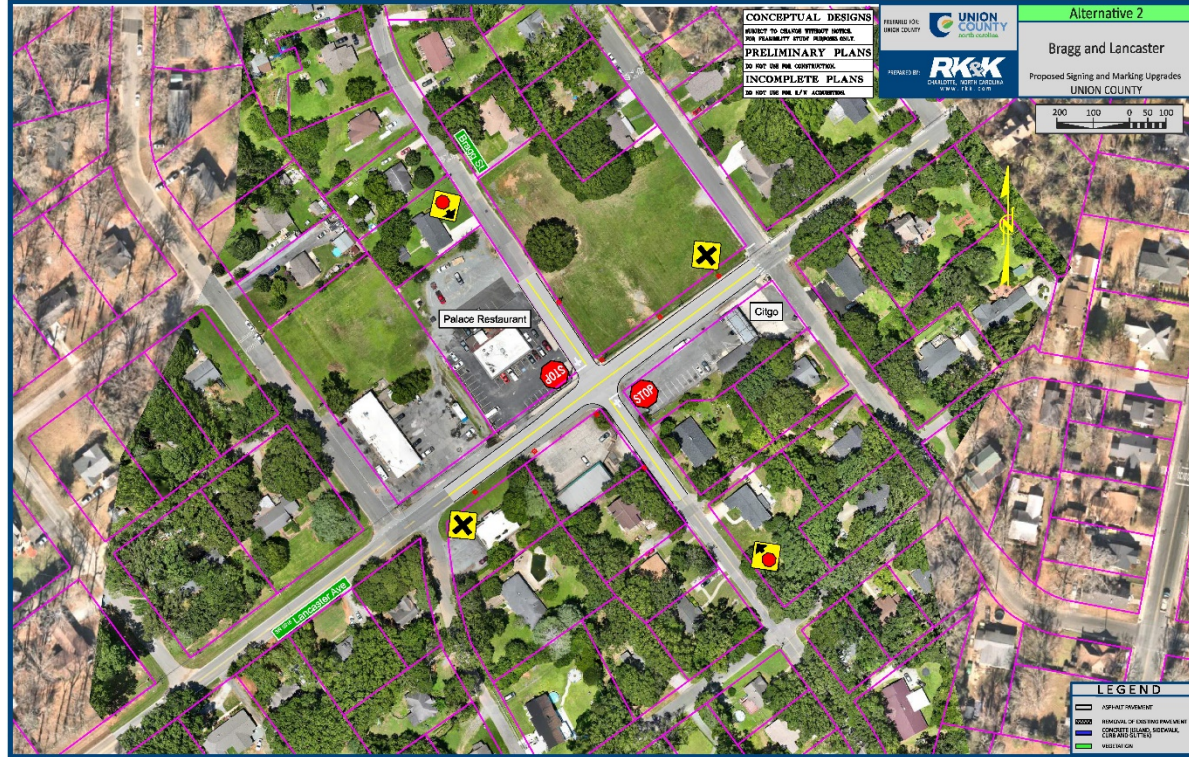 CONCEPTUAL DESIGNS
SUBJECT TO CHANGE WITHOUT NOTICE.
FOR FEASIBILITY STUDY PURPOSES ONLY.
PRELIMINARY PLANS
DO NOT USE FOR CONSTRUCTION.
INCOMPLETE PLANS
DO NOT USE FOR R/W ACQUISITION.
PREPARED FOR:
UNION COUNTY
UNION
COUNTY
north carolina
PREPARED BY:
RK&K
CHARLOTTE, NORTH CAROLINA
www.rkk.com
Alternative 2
Bragg and Lancaster
Proposed Signing and Marking Upgrades
UNION COUNTY
200 100 0 50 100
Bragg St
Palace Restaurant
Citgo
STOP
STOP
Lancaster Ave
LEGEND
ASPHALT PAVEMENT
REMOVAL OF EXISTING PAVEMENT
CONCRETE (ISLAND, SIDEWALK,
CURB AND GUTTER)
VEGETATION